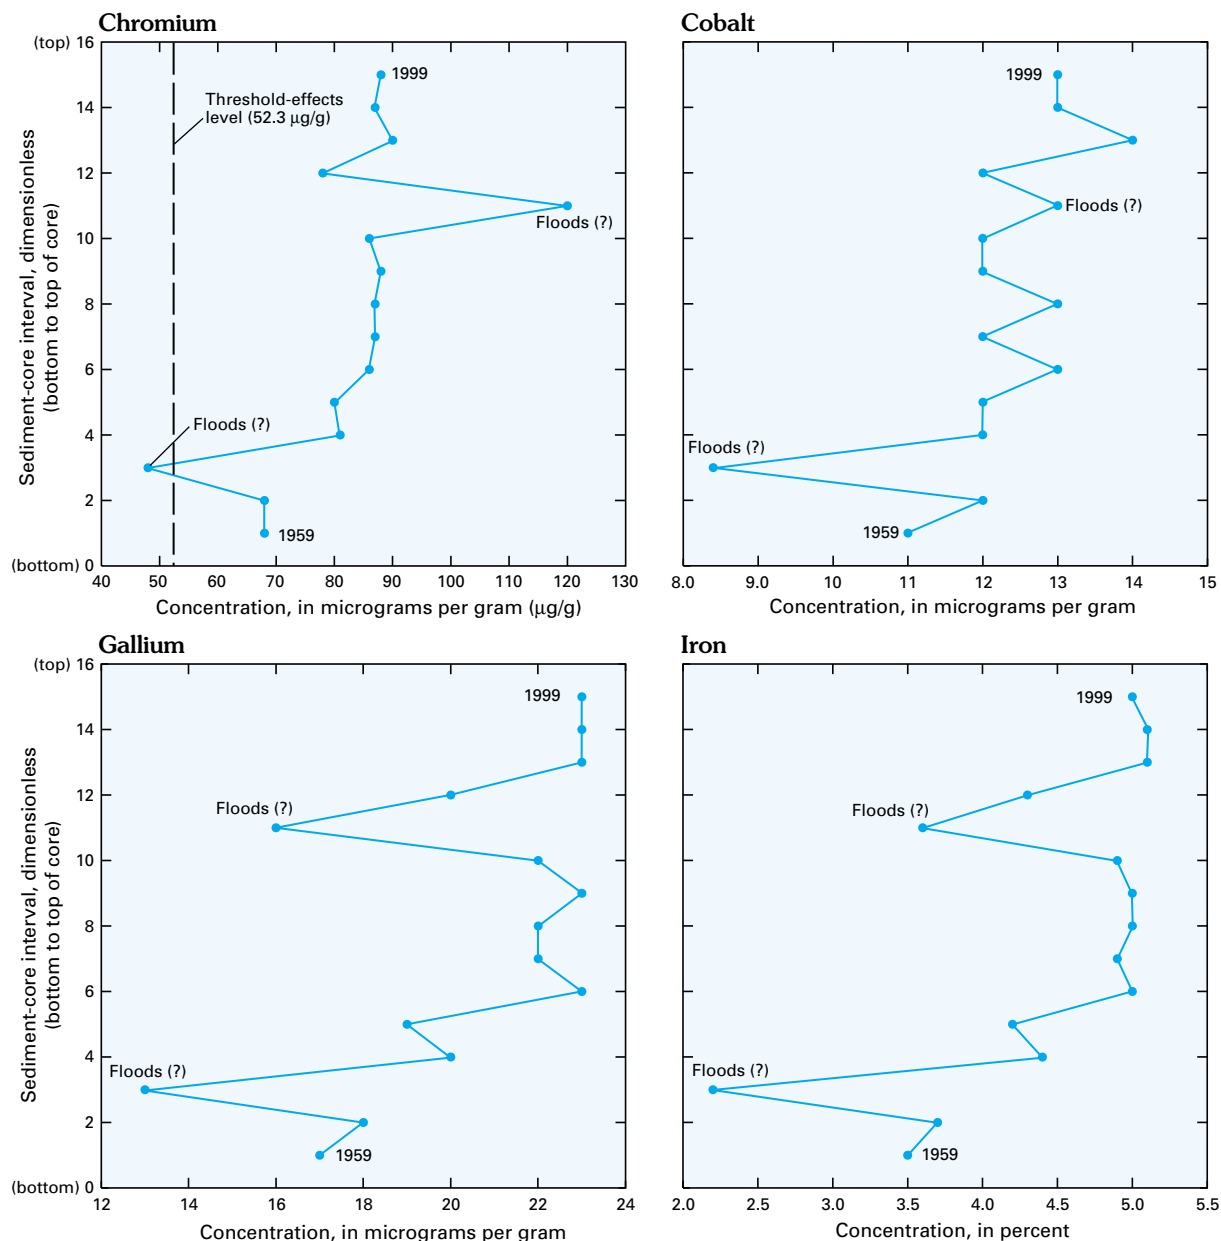 Chromium
(top) 16
14
12
10
8
6
4
2
(bottom) 0
Sediment-core interval, dimensionless
(bottom to top of core)
1999
Threshold-effects
level (52.3 µg/g)
Floods (?)
Floods (?)
1959
40 50 60 70 80 90 100 110 120 130
Concentration, in micrograms per gram (µg/g)
Cobalt
1999
Floods (?)
Floods (?)
1959
8.0 9.0 10 11 12 13 14 15
Concentration, in micrograms per gram
Gallium
(top) 16
14
12
10
8
6
4
2
(bottom) 0
Sediment-core interval, dimensionless
(bottom to top of core)
1999
Floods (?)
Floods (?)
1959
12 14 16 18 20 22 24
Concentration, in micrograms per gram
Iron
1999
Floods (?)
Floods (?)
1959
2.0 2.5 3.0 3.5 4.0 4.5 5.0 5.5
Concentration, in percent